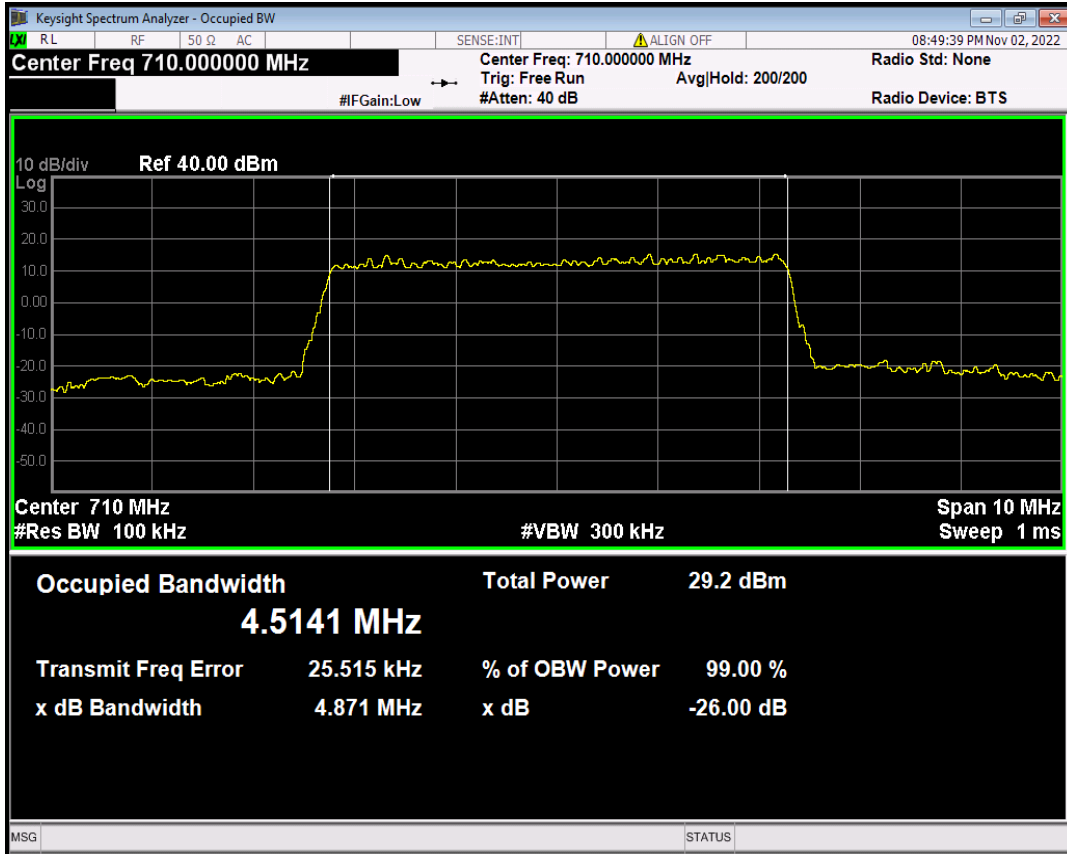 Keysight Spectrum Analyzer - Occupied BW
LXI RL RF 50 Ω AC SENSE:INT ALIGN OFF 08:49:39 PM Nov 02, 2022
Center Freq 710.000000 MHz Center Freq: 710.000000 MHz Radio Std: None
Trig: Free Run Avg|Hold: 200/200
#IFGain:Low #Atten: 40 dB Radio Device: BTS
10 dB/div Ref 40.00 dBm
Log
30.0
20.0
10.0
0.00
-10.0
-20.0
-30.0
-40.0
-50.0
Center 710 MHz Span 10 MHz
#Res BW 100 kHz #VBW 300 kHz Sweep 1 ms
Occupied Bandwidth Total Power 29.2 dBm
4.5141 MHz
Transmit Freq Error 25.515 kHz % of OBW Power 99.00 %
x dB Bandwidth 4.871 MHz x dB -26.00 dB
MSG STATUS